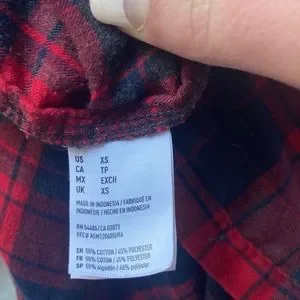 US XS
CA TP
MX EXCH
UK XS
MADE IN INDONESIA / FABRIQUÉ EN
INDONÉSIE / HECHO EN INDONESIA
RN 54485/CA 03873
EN 55% COTTON / 45% POLYESTER
FR 55% COTON / 45% POLYESTER
SP 55% algodón / 45% poliéster